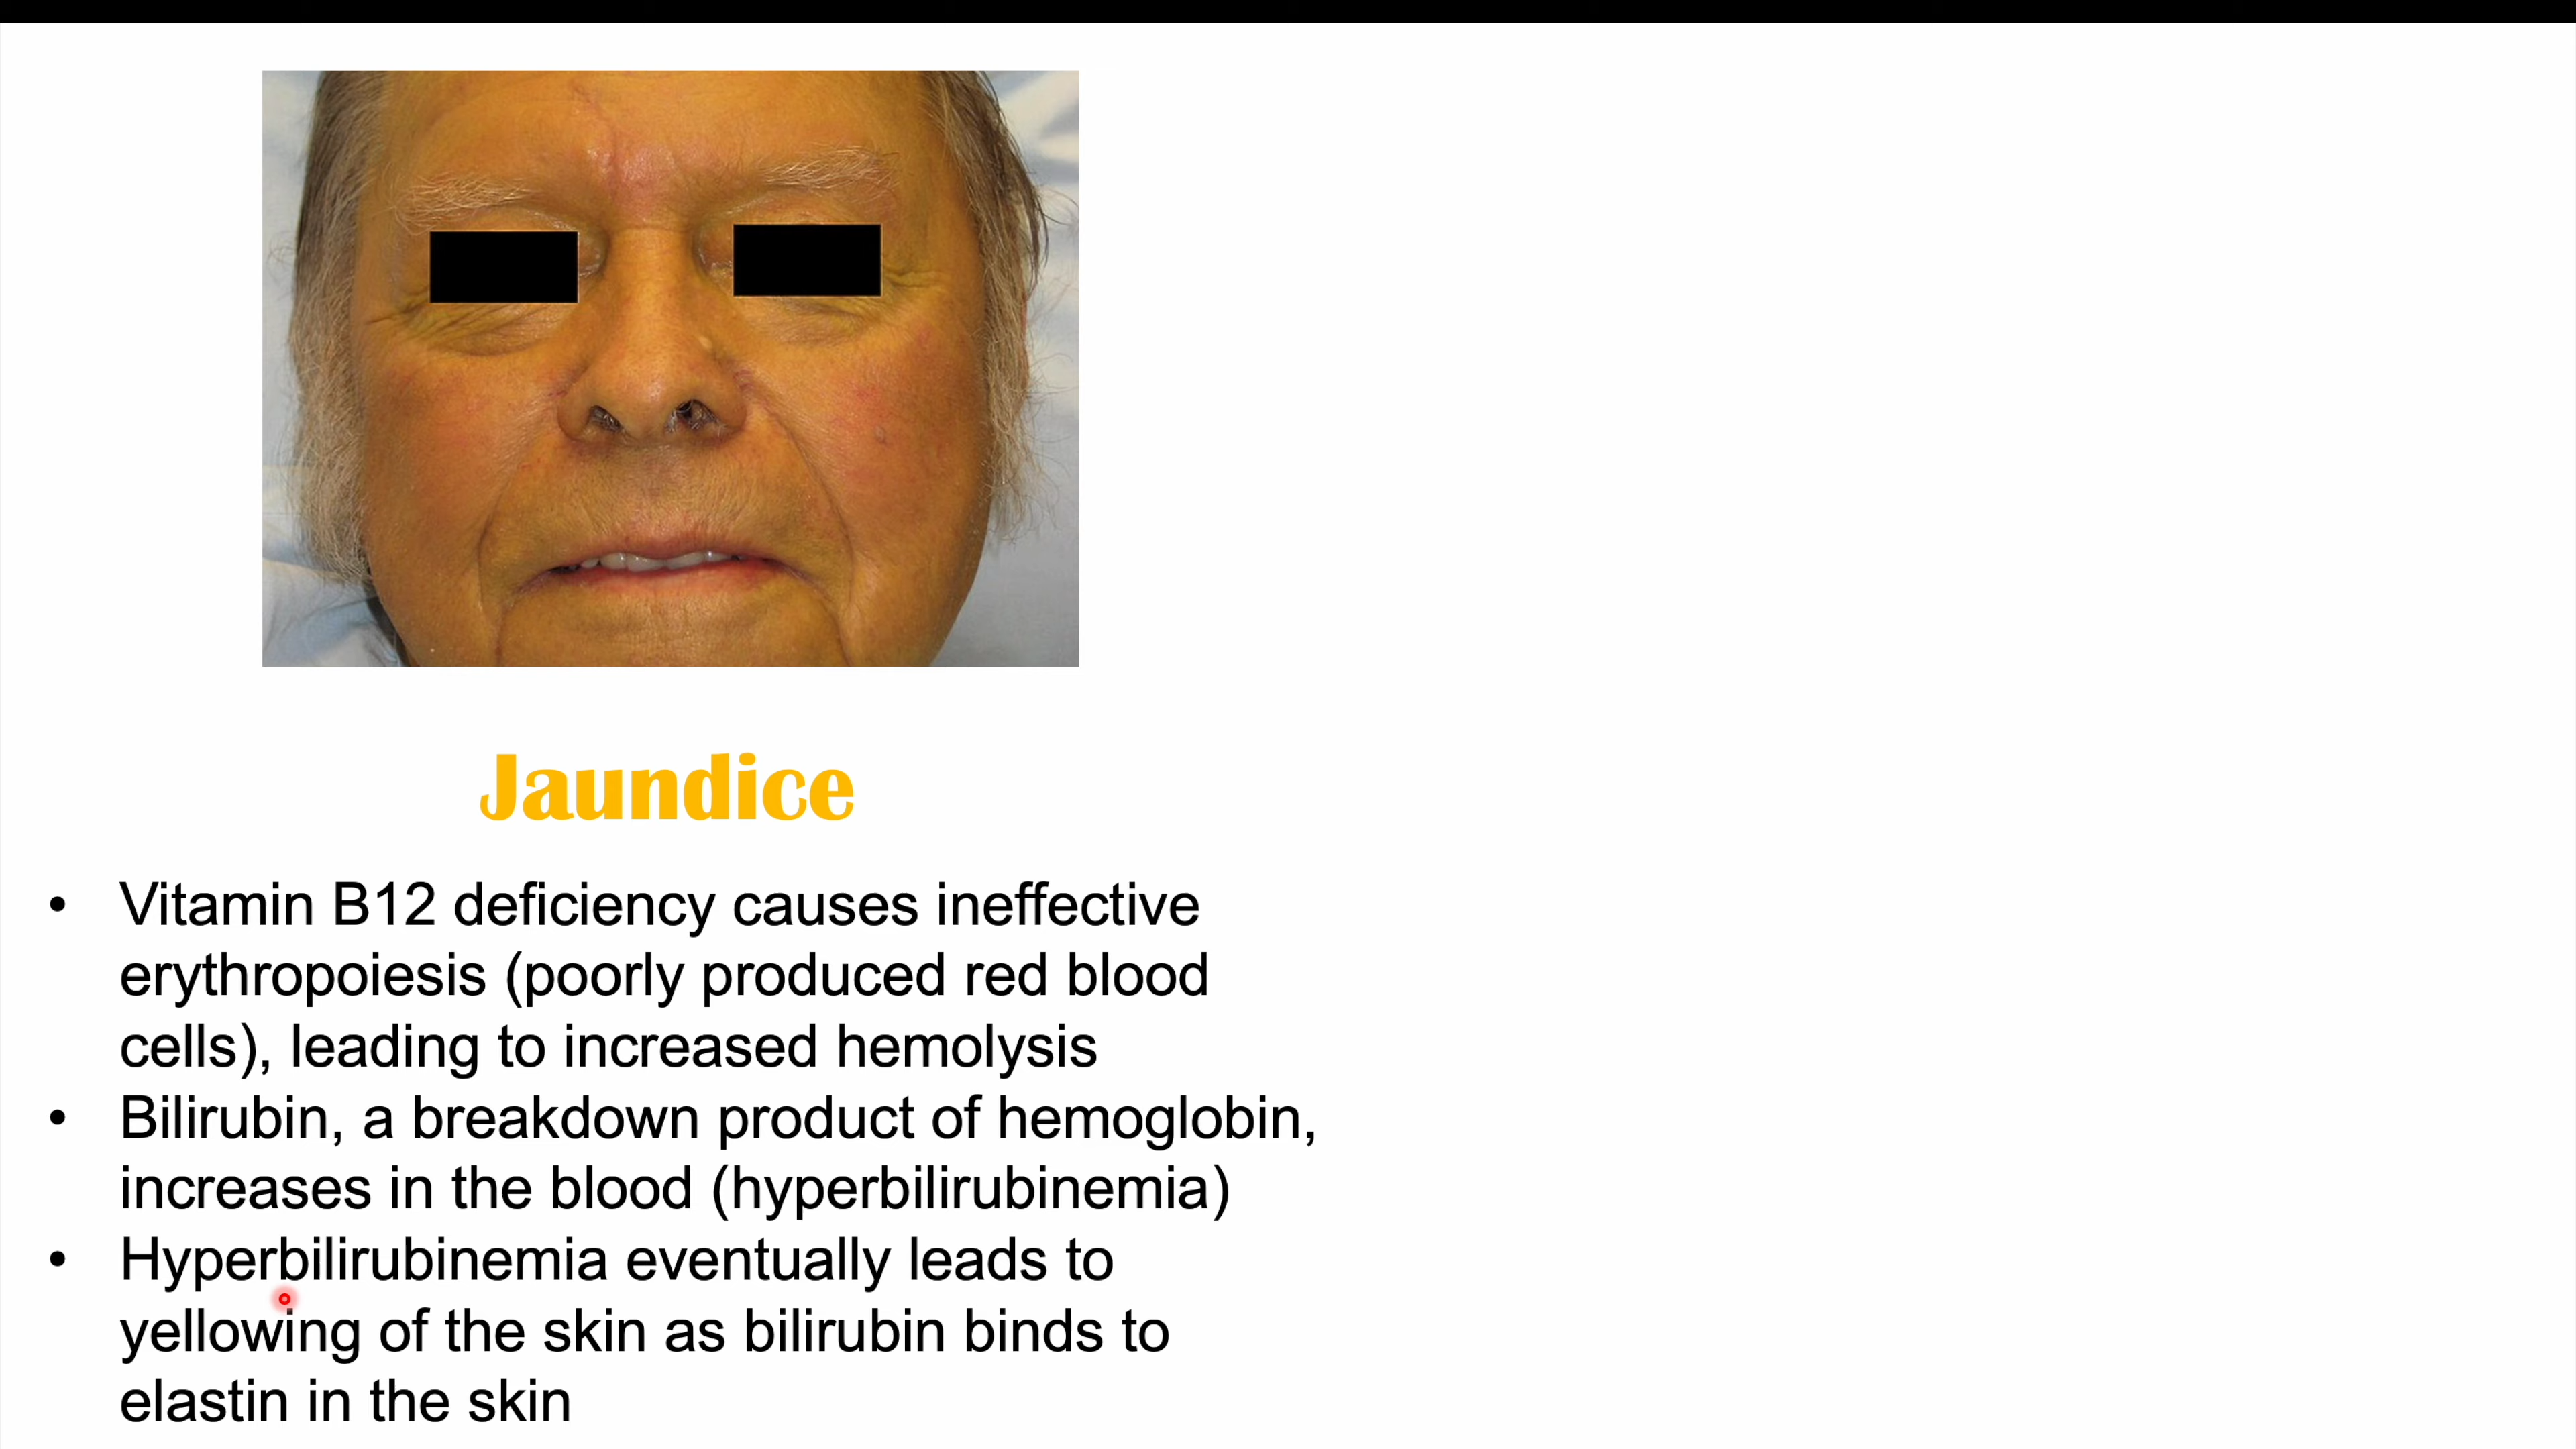 Jaundice
• Vitamin B12 deficiency causes ineffective
erythropoiesis (poorly produced red blood
cells), leading to increased hemolysis
• Bilirubin, a breakdown product of hemoglobin,
increases in the blood (hyperbilirubinemia)
• Hyperbilirubinemia eventually leads to
yellowing of the skin as bilirubin binds to
elastin in the skin